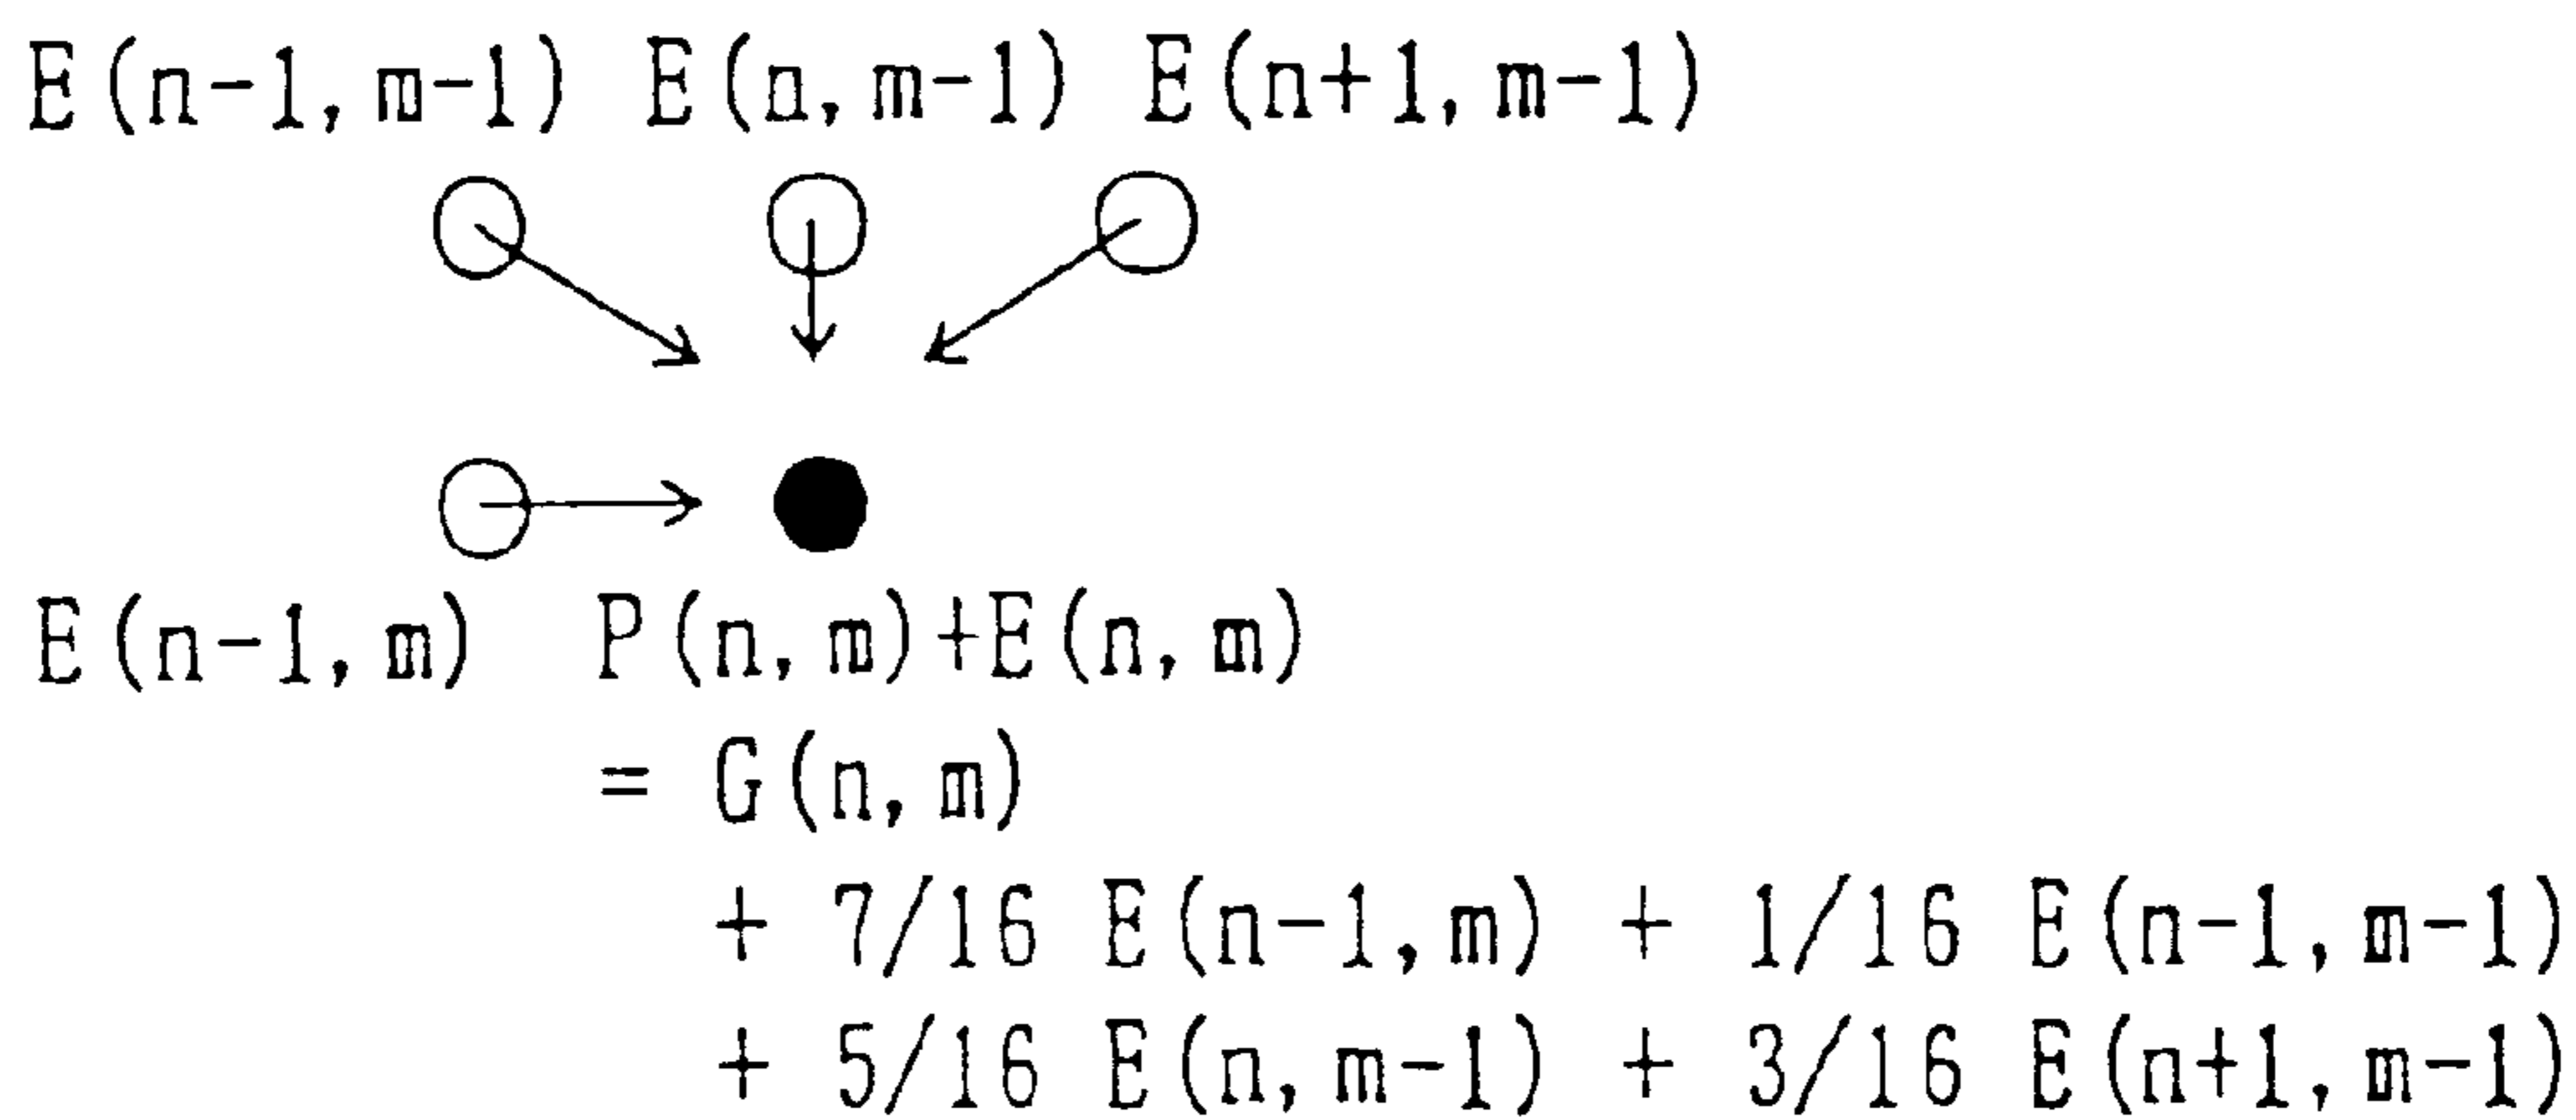 E(n-1,m-1) E(n,m-1) E(n+1,m-1)
E(n-1,m) P(n,m)+E(n,m)
= G(n,m)
+ 7/16 E(n-1,m) + 1/16 E(n-1,m-1)
+ 5/16 E(n,m-1) + 3/16 E(n+1,m-1)